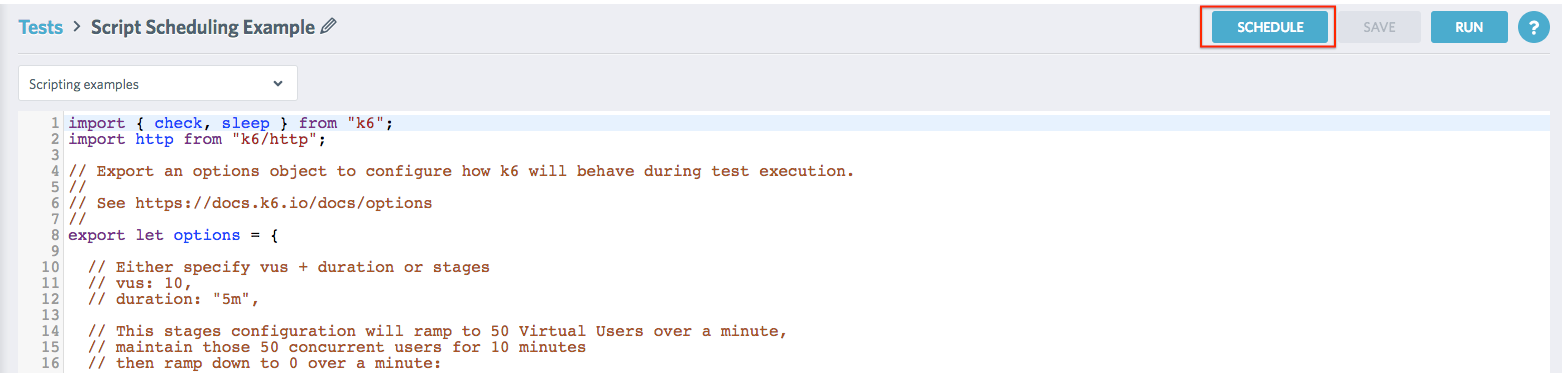 Tests > Script Scheduling Example
SCHEDULE
SAVE
RUN
?
Scripting examples
1 import { check, sleep } from "k6";
2 import http from "k6/http";
3
4 // Export an options object to configure how k6 will behave during test execution.
5 //
6 // See https://docs.k6.io/docs/options
7 //
8 export let options = {
9
10   // Either specify vus + duration or stages
11   // vus: 10,
12   // duration: "5m",
13
14   // This stages configuration will ramp to 50 Virtual Users over a minute,
15   // maintain those 50 concurrent users for 10 minutes
16   // then ramp down to 0 over a minute: